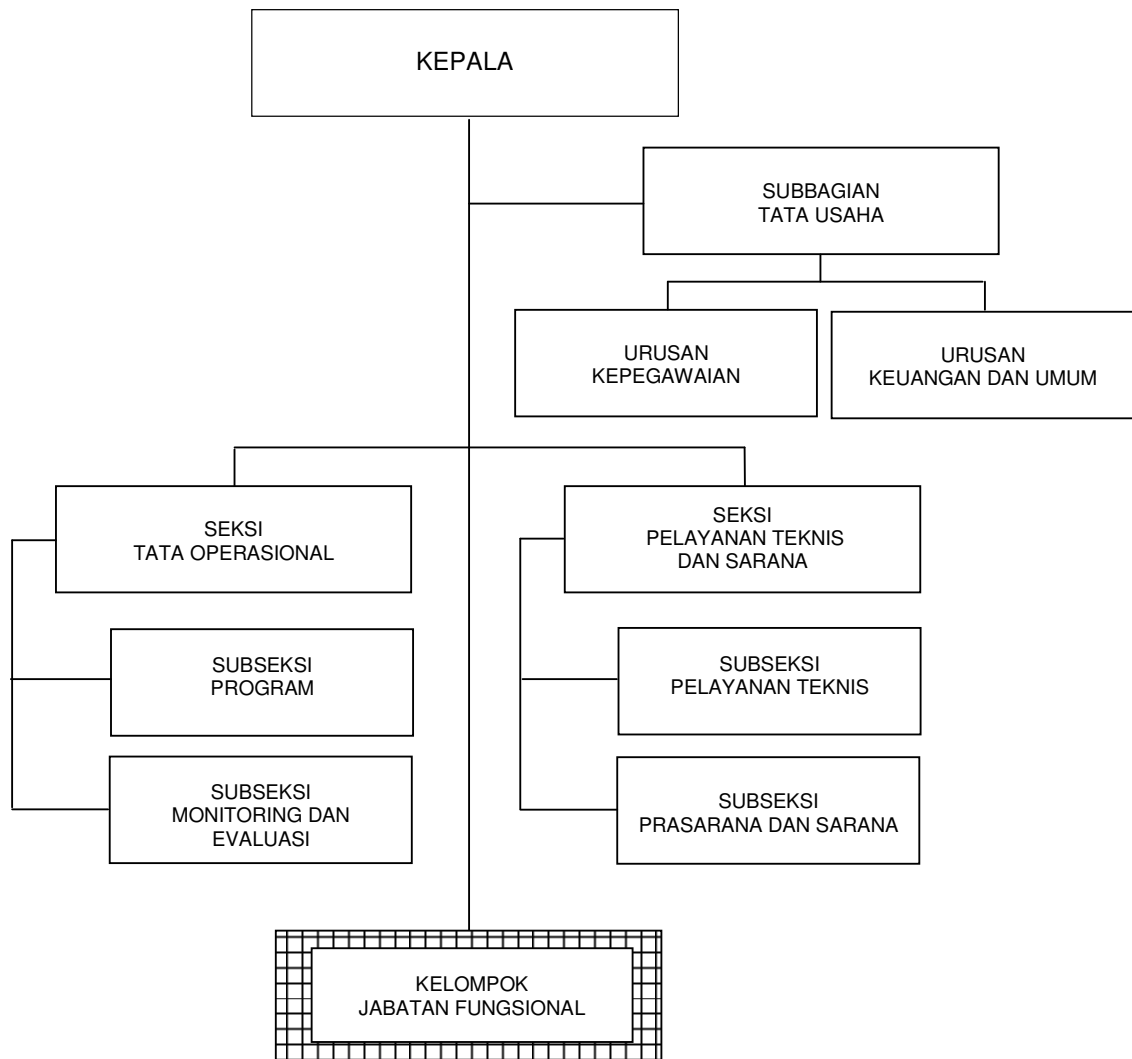 KEPALA
SUBBAGIAN
TATA USAHA
URUSAN
KEPEGAWAIAN
URUSAN
KEUANGAN DAN UMUM
SEKSI
TATA OPERASIONAL
SEKSI
PELAYANAN TEKNIS
DAN SARANA
SUBSEKSI
PROGRAM
SUBSEKSI
PELAYANAN TEKNIS
SUBSEKSI
MONITORING DAN
EVALUASI
SUBSEKSI
PRASARANA DAN SARANA
KELOMPOK
JABATAN FUNGSIONAL